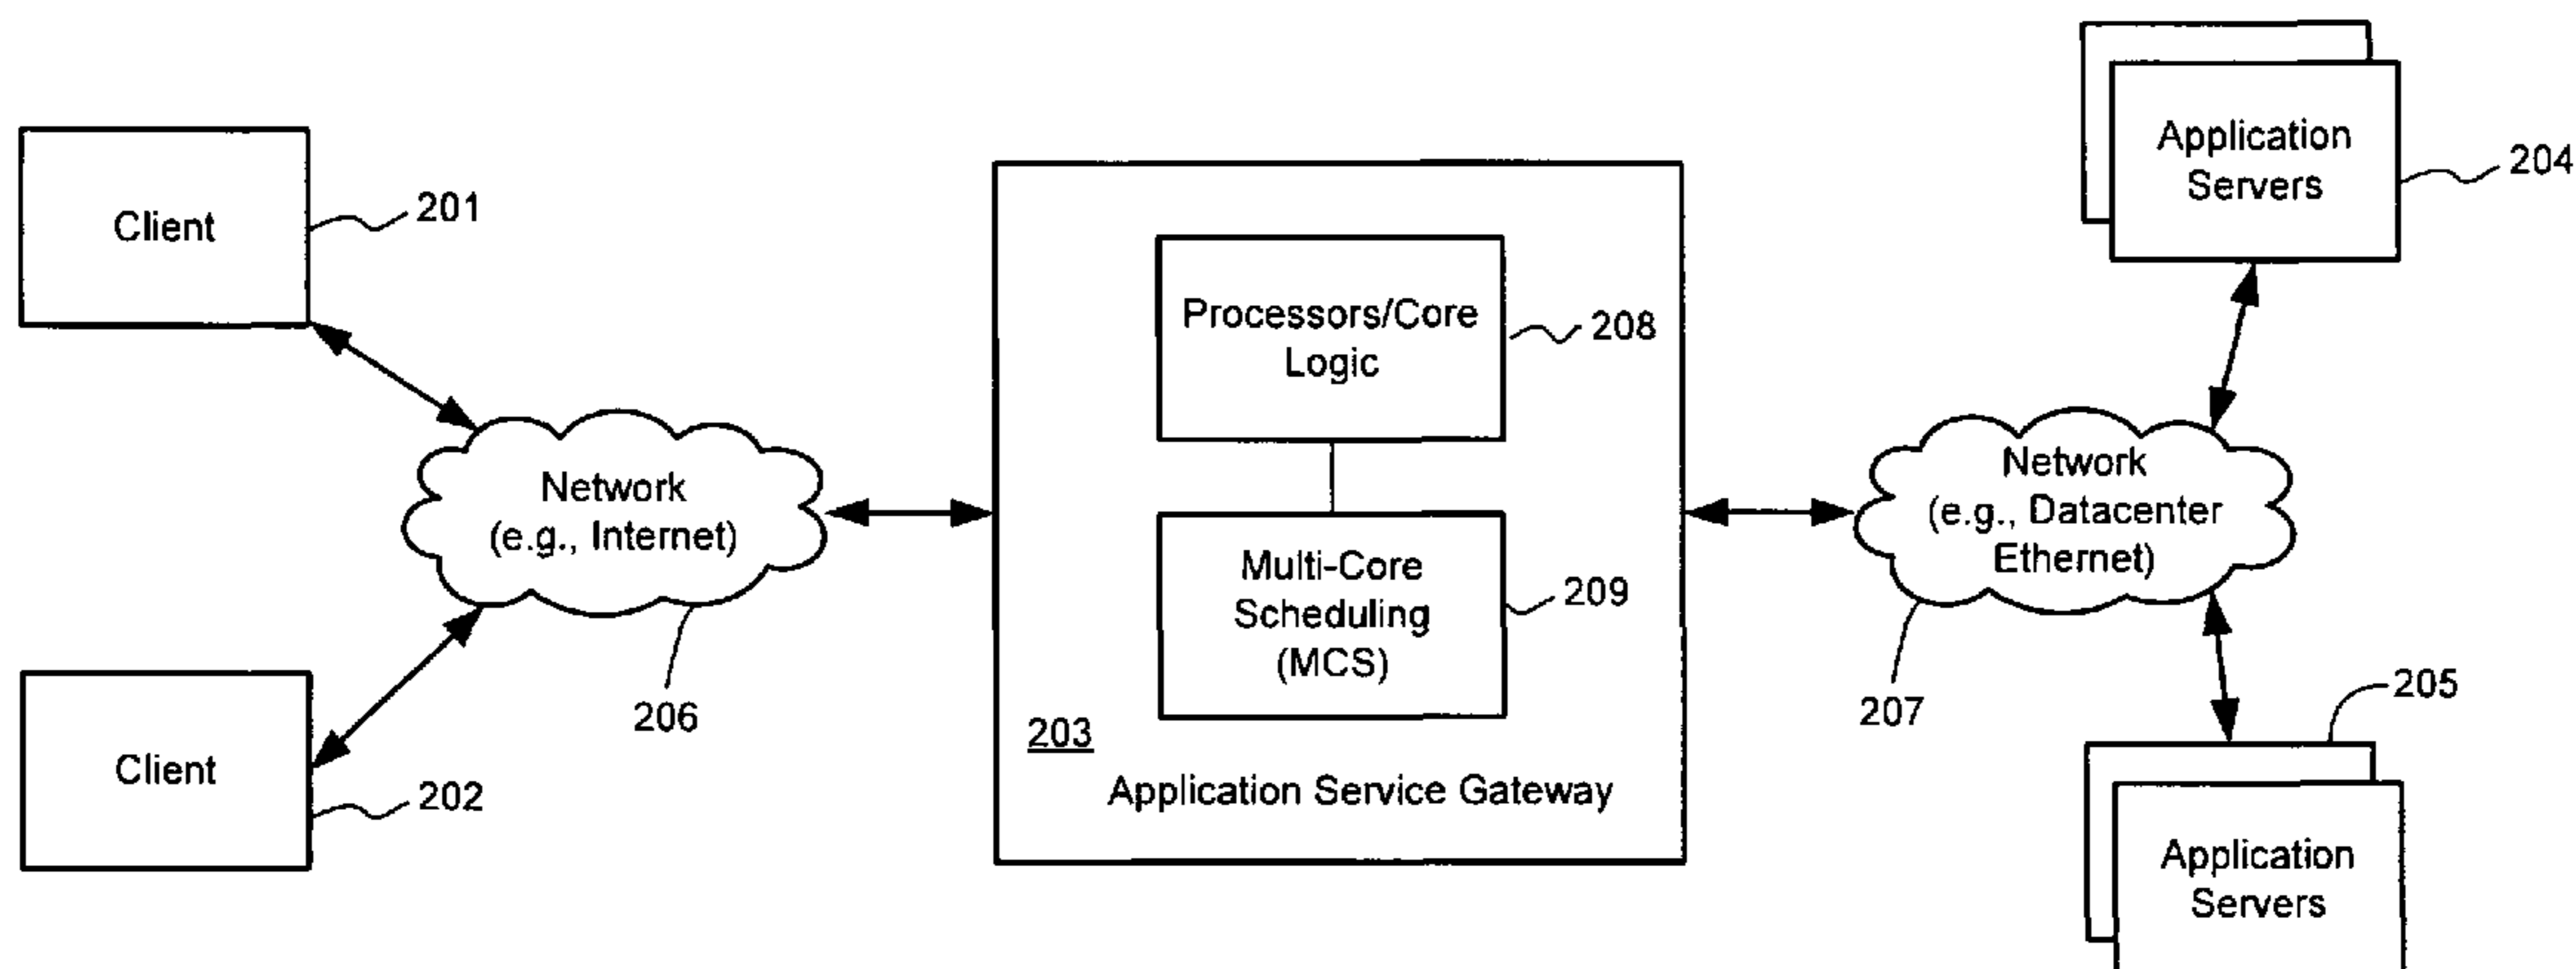 Client
201
Client
202
Network
(e.g., Internet)
206
Processors/Core
Logic
208
Multi-Core
Scheduling
(MCS)
209
203
Application Service Gateway
Network
(e.g., Datacenter
Ethernet)
207
Application
Servers
204
205
Application
Servers